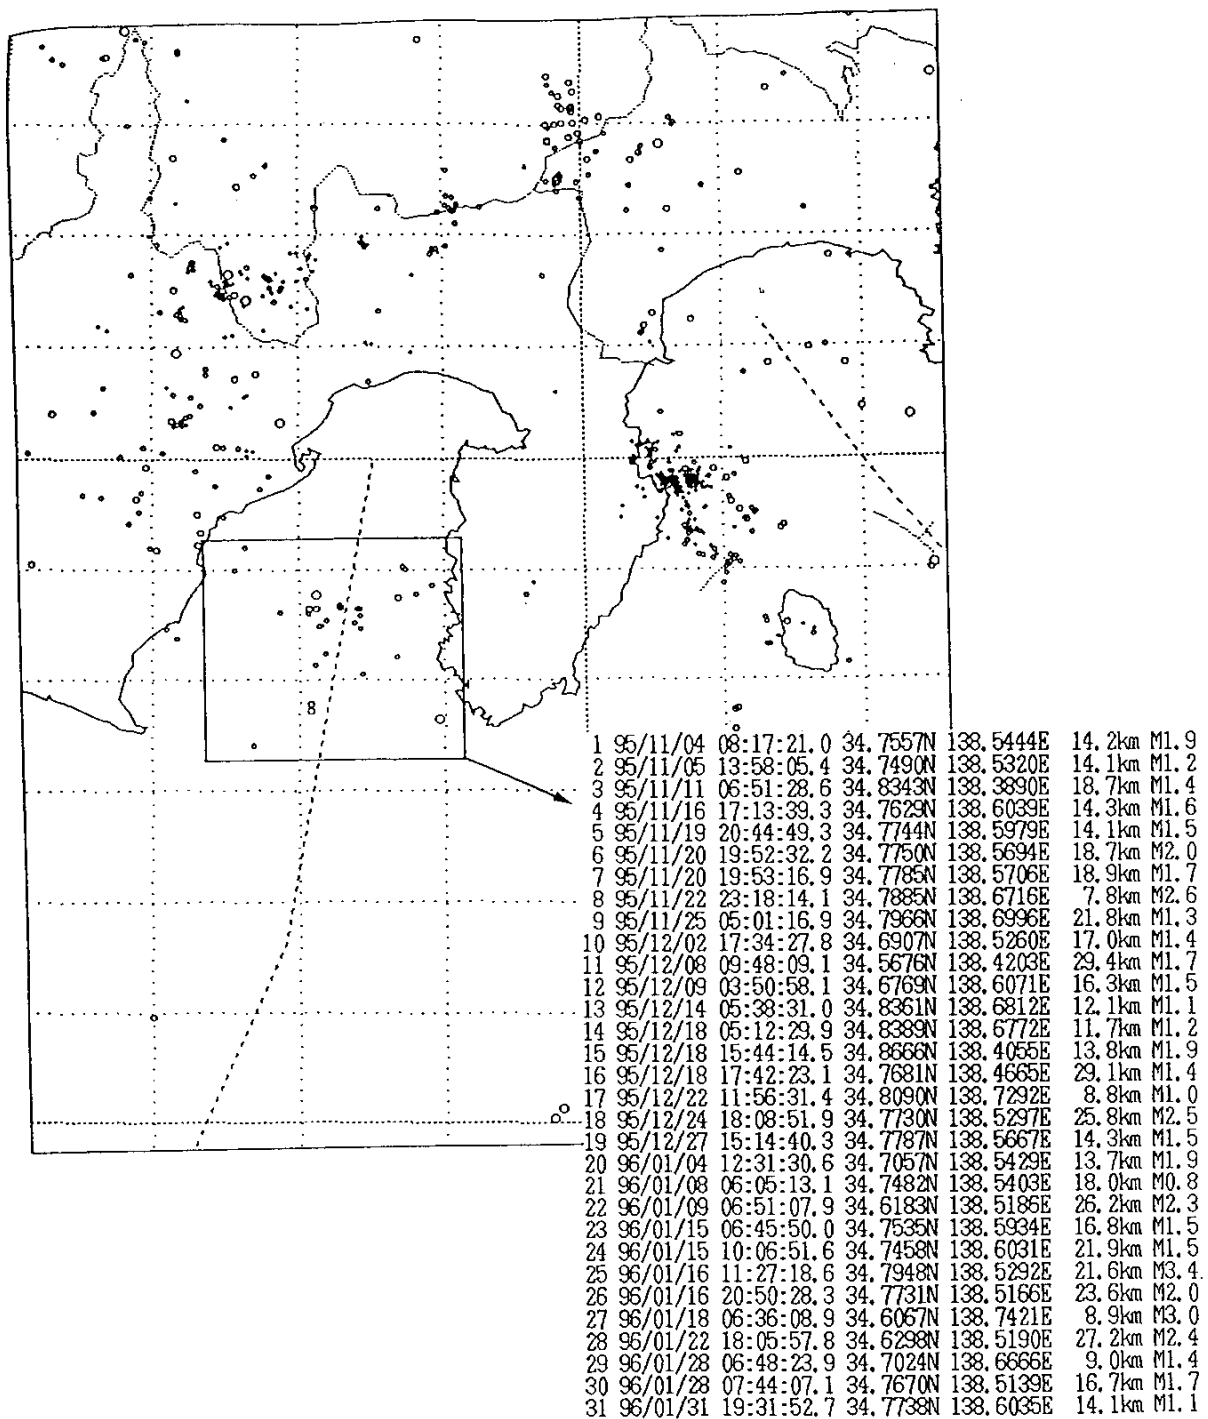 1 95/11/04 08:17:21.0 34.7557N 138.5444E 14.2km M1.9
2 95/11/05 13:58:05.4 34.7490N 138.5320E 14.1km M1.2
3 95/11/11 06:51:28.6 34.8343N 138.3890E 18.7km M1.4
4 95/11/16 17:13:39.3 34.7629N 138.6039E 14.3km M1.6
5 95/11/19 20:44:49.3 34.7744N 138.5979E 14.1km M1.5
6 95/11/20 19:52:32.2 34.7750N 138.5694E 18.7km M2.0
7 95/11/20 19:53:16.9 34.7785N 138.5706E 18.9km M1.7
8 95/11/22 23:18:14.1 34.7885N 138.6716E 7.8km M2.6
9 95/11/25 05:01:16.9 34.7966N 138.6996E 21.8km M1.3
10 95/12/02 17:34:27.8 34.6907N 138.5260E 17.0km M1.4
11 95/12/08 09:48:09.1 34.5676N 138.4203E 29.4km M1.7
12 95/12/09 03:50:58.1 34.6769N 138.6071E 16.3km M1.5
13 95/12/14 05:38:31.0 34.8361N 138.6812E 12.1km M1.1
14 95/12/18 05:12:29.9 34.8389N 138.6772E 11.7km M1.2
15 95/12/18 15:44:14.5 34.8666N 138.4055E 13.8km M1.9
16 95/12/18 17:42:23.1 34.7681N 138.4665E 29.1km M1.4
17 95/12/22 11:56:31.4 34.8090N 138.7292E 8.8km M1.0
18 95/12/24 18:08:51.9 34.7730N 138.5297E 25.8km M2.5
19 95/12/27 15:14:40.3 34.7787N 138.5667E 14.3km M1.5
20 96/01/04 12:31:30.6 34.7057N 138.5429E 13.7km M1.9
21 96/01/08 06:05:13.1 34.7482N 138.5403E 18.0km M0.8
22 96/01/09 06:51:07.9 34.6183N 138.5186E 26.2km M2.3
23 96/01/15 06:45:50.0 34.7535N 138.5934E 16.8km M1.5
24 96/01/15 10:06:51.6 34.7458N 138.6031E 21.9km M1.5
25 96/01/16 11:27:18.6 34.7948N 138.5292E 21.6km M3.4
26 96/01/16 20:50:28.3 34.7731N 138.5166E 23.6km M2.0
27 96/01/18 06:36:08.9 34.6067N 138.7421E 8.9km M3.0
28 96/01/22 18:05:57.8 34.6298N 138.5190E 27.2km M2.4
29 96/01/28 06:48:23.9 34.7024N 138.6666E 9.0km M1.4
30 96/01/28 07:44:07.1 34.7670N 138.5139E 16.7km M1.7
31 96/01/31 19:31:52.7 34.7738N 138.6035E 14.1km M1.1